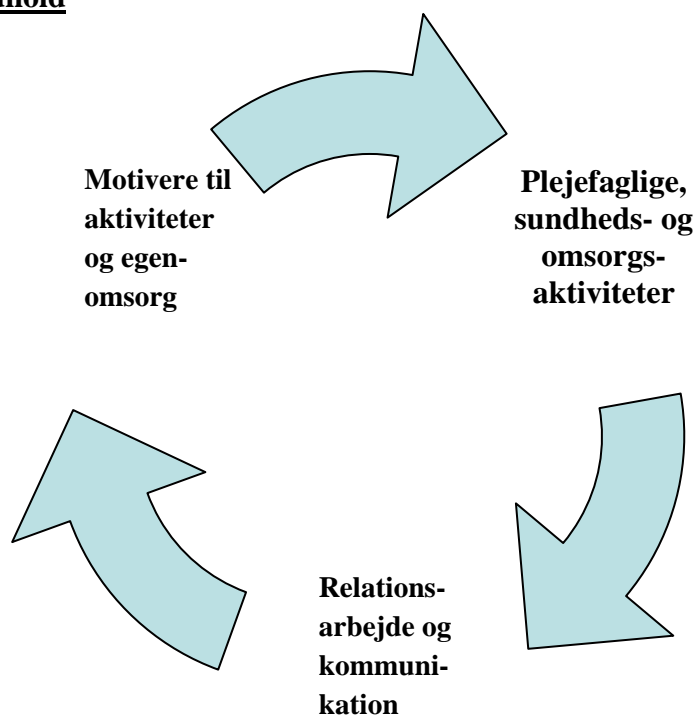 Motivere til
aktiviteter
og egen-
omsorg
Plejefaglige,
sundheds- og
omsorgs-
aktiviteter
Relations-
arbejde og
kommuni-
kation